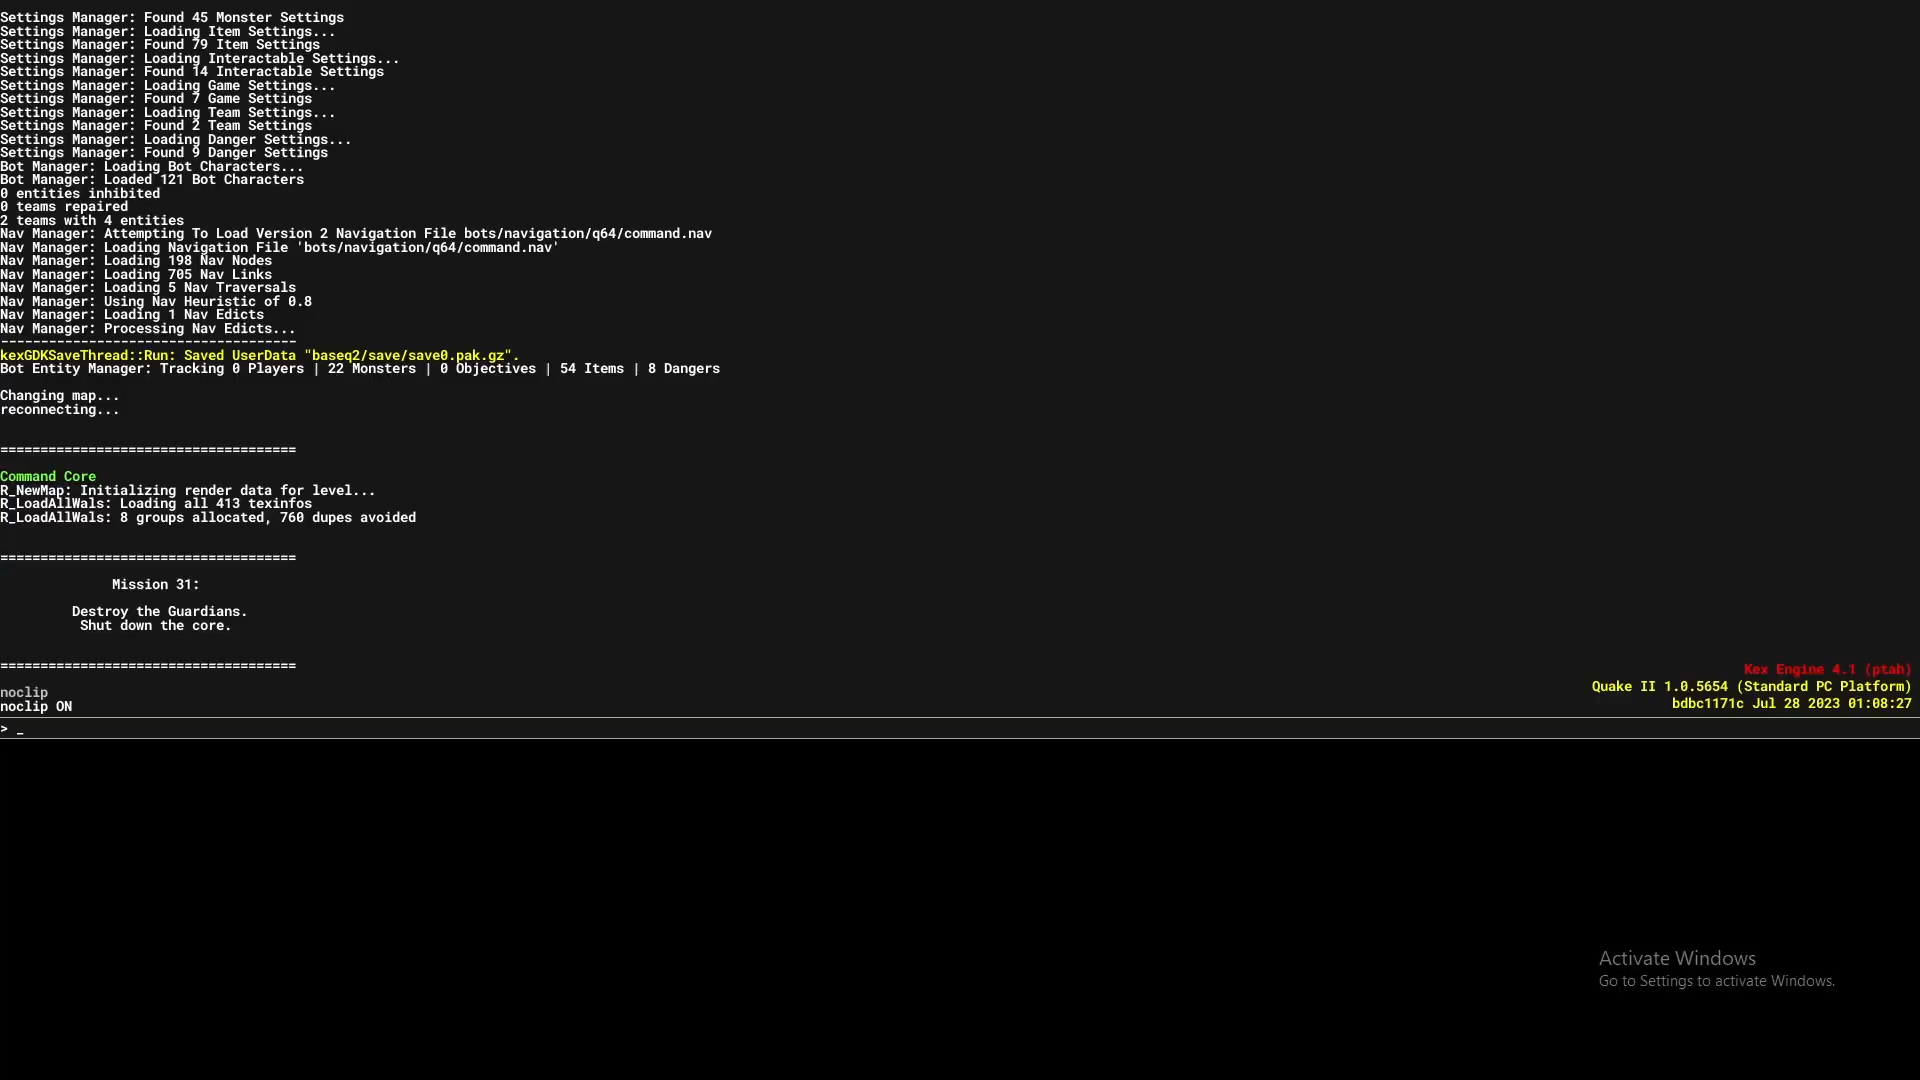 Settings Manager: Found 45 Monster Settings
Settings Manager: Loading Item Settings...
Settings Manager: Found 79 Item Settings
Settings Manager: Loading Interactable Settings...
Settings Manager: Found 14 Interactable Settings
Settings Manager: Loading Game Settings...
Settings Manager: Found 7 Game Settings
Settings Manager: Loading Team Settings...
Settings Manager: Found 2 Team Settings
Settings Manager: Loading Danger Settings...
Settings Manager: Found 9 Danger Settings
Bot Manager: Loading Bot Characters...
Bot Manager: Loaded 121 Bot Characters
0 entities inhibited
0 teams repaired
2 teams with 4 entities
Nav Manager: Attempting To Load Version 2 Navigation File bots/navigation/q64/command.nav
Nav Manager: Loading Navigation File 'bots/navigation/q64/command.nav'
Nav Manager: Loading 198 Nav Nodes
Nav Manager: Loading 705 Nav Links
Nav Manager: Loading 5 Nav Traversals
Nav Manager: Using Nav Heuristic of 0.8
Nav Manager: Loading 1 Nav Edicts
Nav Manager: Processing Nav Edicts...
-------------------------------------
kexGDKSaveThread::Run: Saved UserData "baseq2/save/save0.pak.gz".
Bot Entity Manager: Tracking 0 Players | 22 Monsters | 0 Objectives | 54 Items | 8 Dangers
Changing map...
reconnecting...
=====================================
Command Core
R_NewMap: Initializing render data for level...
R_LoadAllWals: Loading all 413 texinfos
R_LoadAllWals: 8 groups allocated, 760 dupes avoided
=====================================
Mission 31:
Destroy the Guardians.
Shut down the core.
=====================================
noclip
noclip ON
> _
Kex Engine 4.1 (ptah)
Quake II 1.0.5654 (Standard PC Platform)
bdbc1171c Jul 28 2023 01:08:27
Activate Windows
Go to Settings to activate Windows.